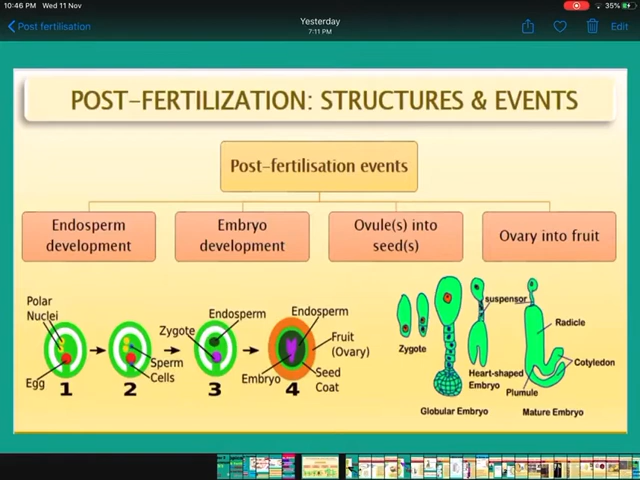 10:46 PM Wed 11 Nov
35%
Post fertilisation
Yesterday
7:11 PM
Edit
POST-FERTILIZATION: STRUCTURES & EVENTS
Post-fertilisation events
Endosperm
development
Embryo
development
Ovule(s) into
seed(s)
Ovary into fruit
Polar
Nuclei
Egg
1
2
Sperm
Cells
Zygote
Endosperm
3
Endosperm
Fruit
(Ovary)
Embryo
Seed
Coat
4
Zygote
Globular Embryo
suspensor
Heart-shaped
Embryo
Radicle
Cotyledon
Plumule
Mature Embryo